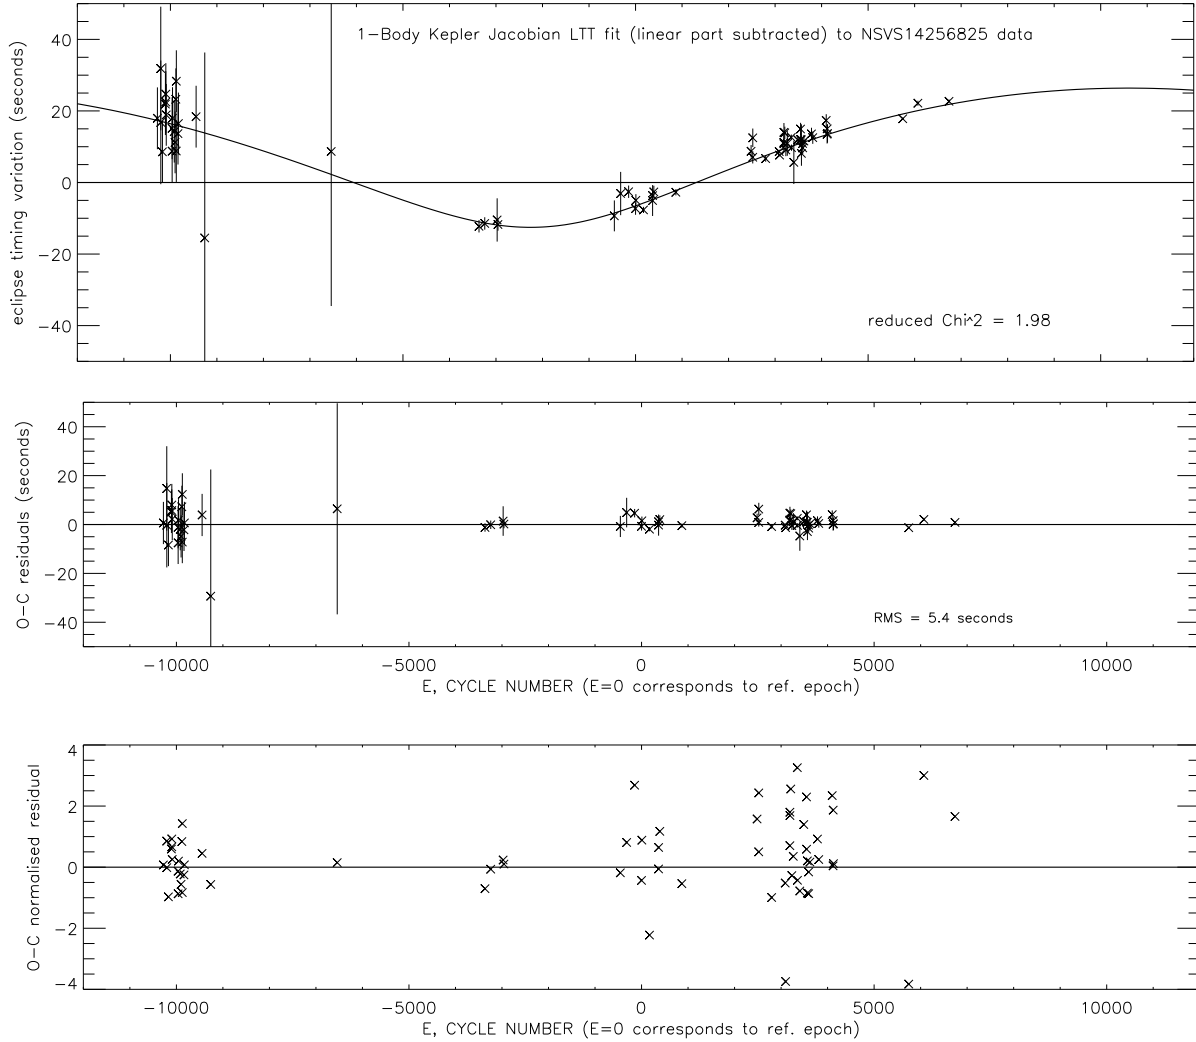 1-Body Kepler Jacobian LTT fit (linear part subtracted) to NSVS14256825 data
eclipse timing variation (seconds)
40
20
0
-20
-40
reduced Chi^2 = 1.98
O-C residuals (seconds)
40
20
0
-20
-40
RMS = 5.4 seconds
-10000 -5000 0 5000 10000
E, CYCLE NUMBER (E=0 corresponds to ref. epoch)
O-C normalised residual
4
2
0
-2
-4
-10000 -5000 0 5000 10000
E, CYCLE NUMBER (E=0 corresponds to ref. epoch)